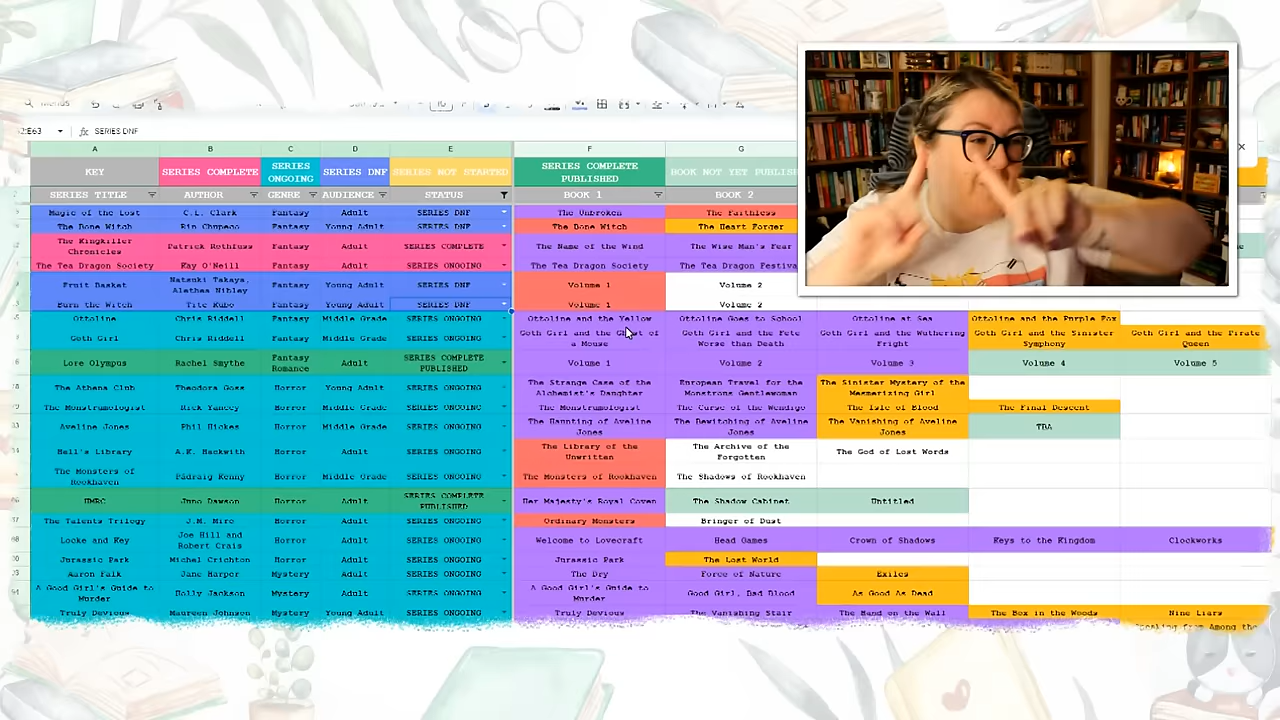 SERIES DNF
A B C D E F G
KEY SERIES COMPLETE SERIES ONGOING SERIES DNF SERIES NOT STARTED SERIES COMPLETE PUBLISHED BOOK NOT YET PUBLISH
SERIES TITLE AUTHOR GENRE AUDIENCE STATUS BOOK 1 BOOK 2
Magic of the Lost C.L. Clark Fantasy Adult SERIES DNF The Unbroken The Faithless
The Bone Witch Rin Chupeco Fantasy Young Adult SERIES DNF The Bone Witch The Heart Forger
The Kingkiller Chronicles Patrick Rothfuss Fantasy Adult SERIES COMPLETE The Name of the Wind The Wise Man's Fear
The Tea Dragon Society Kay O'Neill Fantasy Adult SERIES ONGOING The Tea Dragon Society The Tea Dragon Festiva
Fruit Basket Natsuki Takaya, Alethea Nibley Fantasy Young Adult SERIES DNF Volume 1 Volume 2
Burn the Witch Tite Kubo Fantasy Young Adult SERIES DNF Volume 1 Volume 2
Ottoline Chris Riddell Fantasy Middle Grade SERIES ONGOING Ottoline and the Yellow Ottoline Goes to School Ottoline at Sea Ottoline and the Purple Fox
Goth Girl Chris Riddell Fantasy Middle Grade SERIES ONGOING Goth Girl and the Ghost of a Mouse Goth Girl and the Fete Worse than Death Goth Girl and the Wuthering Fright Goth Girl and the Sinister Symphony Goth Girl and the Pirate Queen
Lore Olympus Rachel Smythe Fantasy Romance Adult SERIES COMPLETE PUBLISHED Volume 1 Volume 2 Volume 3 Volume 4 Volume 5
The Athena Club Theodora Goss Horror Young Adult SERIES ONGOING The Strange Case of the Alchemist's Daughter European Travel for the Monstrous Gentlewoman The Sinister Mystery of the Mesmerizing Girl
The Monstrumologist Rick Yancey Horror Middle Grade SERIES ONGOING The Monstrumologist The Curse of the Wendigo The Isle of Blood The Final Descent
Aveline Jones Phil Hickes Horror Middle Grade SERIES ONGOING The Haunting of Aveline Jones The Bewitching of Aveline Jones The Vanishing of Aveline Jones TBA
Hell's Library A.K. Hackwith Horror Adult SERIES ONGOING The Library of the Unwritten The Archive of the Forgotten The God of Lost Words
The Monsters of Rookhaven Pádraig Kenny Horror Adult SERIES ONGOING The Monsters of Rookhaven The Shadows of Rookhaven
HMRC Juno Dawson Horror Adult SERIES COMPLETE PUBLISHED Her Majesty's Royal Coven The Shadow Cabinet Untitled
The Talents Trilogy J.M. Miro Horror Adult SERIES ONGOING Ordinary Monsters Bringer of Dust
Locke and Key Joe Hill and Robert Crais Horror Adult SERIES ONGOING Welcome to Lovecraft Head Games Crown of Shadows Keys to the Kingdom Clockworks
Jurassic Park Michel Crichton Horror Adult SERIES ONGOING Jurassic Park The Lost World
Aaron Falk Jane Harper Mystery Adult SERIES ONGOING The Dry Force of Nature Exiles
A Good Girl's Guide to Murder Holly Jackson Mystery Adult SERIES ONGOING A Good Girl's Guide to Murder Good Girl, Bad Blood As Good As Dead
Truly Devious Maureen Johnson Mystery Young Adult SERIES ONGOING Truly Devious The Vanishing Stair The Hand on the Wall The Box in the Woods Nine Liars
from Among the